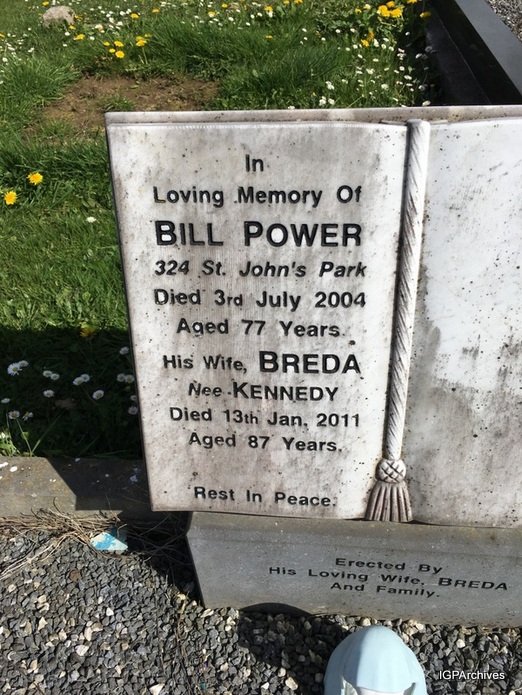 In
Loving Memory Of
BILL POWER
324 St. John's Park
Died 3rd July 2004
Aged 77 Years.
His Wife, BREDA
Nee KENNEDY
Died 13th Jan. 2011
Aged 87 Years.
Rest In Peace.
Erected By
His Loving Wife, BREDA
And Family.
IGPArchives